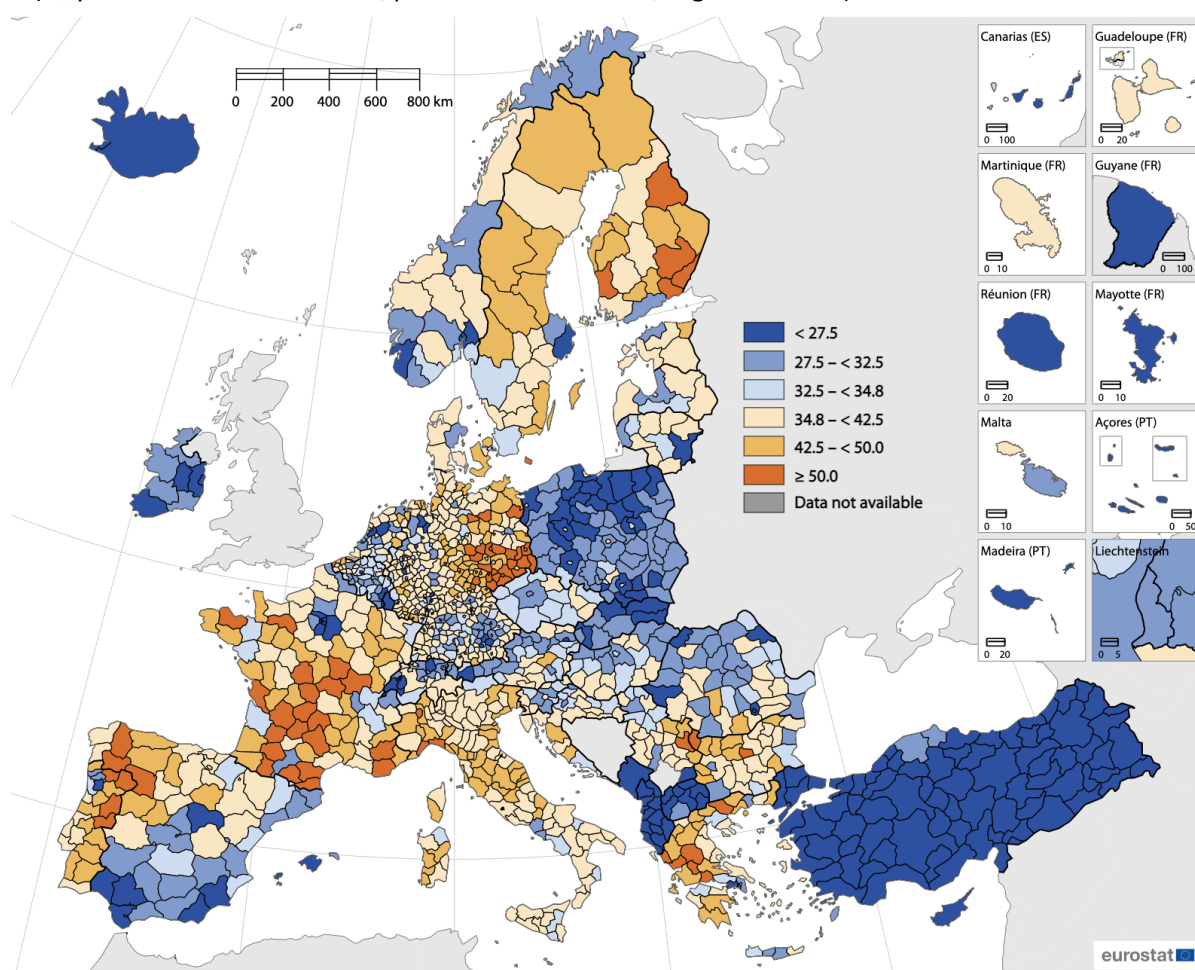 0 200 400 600 800 km
< 27.5
27.5 – < 32.5
32.5 – < 34.8
34.8 – < 42.5
42.5 – < 50.0
≥ 50.0
Data not available
Canarias (ES)
0 100
Guadeloupe (FR)
0 20
Martinique (FR)
0 10
Guyane (FR)
0 100
Réunion (FR)
0 20
Mayotte (FR)
0 10
Malta
0 10
Açores (PT)
0 50
Madeira (PT)
0 20
Liechtenstein
0 5
eurostat